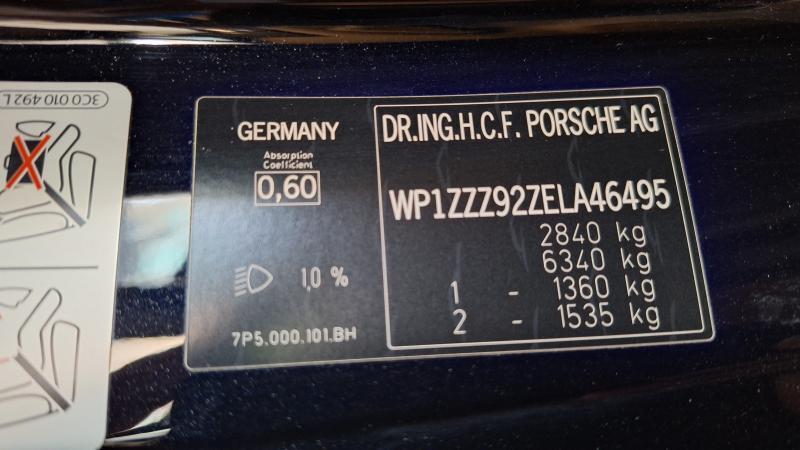 3C0 010 492 L
GERMANY
Absorption
Coefficient
0,60
1,0 %
7P5.000.101.BH
DR.ING.H.C.F. PORSCHE AG
WP1ZZZ92ZELA46495
2840 kg
6340 kg
1 - 1360 kg
2 - 1535 kg